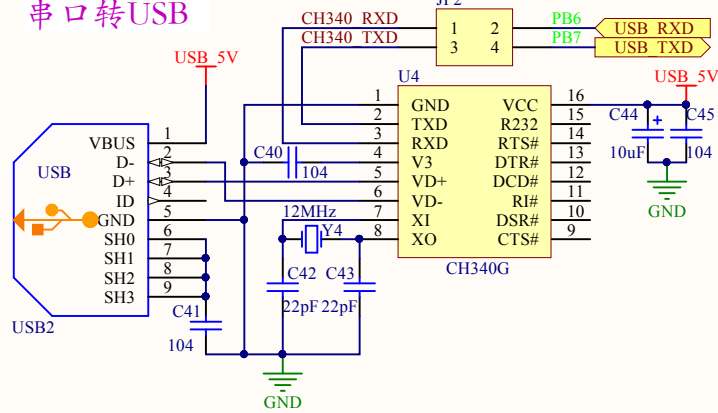 串口转USB
JP2
CH340_RXD 1 2 PB6 USB_RXD
CH340_TXD 3 4 PB7 USB_TXD
USB_5V
U4
USB_5V
1 GND VCC 16
2 TXD R232 15
3 RXD RTS# 14
4 V3 DTR# 13
5 VD+ DCD# 12
6 VD- RI# 11
7 XI DSR# 10
8 XO CTS# 9
CH340G
C44 + C45
10uF 104
GND
USB
VBUS 1
D- 2
D+ 3
ID 4
GND 5
SH0 6
SH1 7
SH2 8
SH3 9
USB2
C40
104
12MHz
Y4
C42 C43
22pF 22pF
C41
104
GND